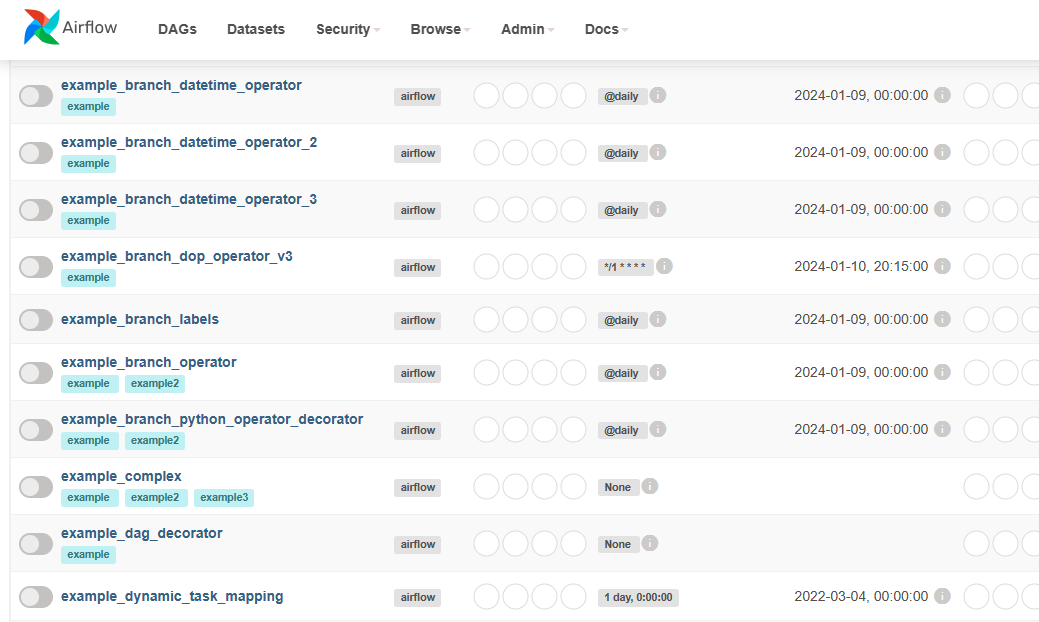 Airflow DAGs Datasets Security Browse Admin Docs
example_branch_datetime_operator
example
airflow @daily i 2024-01-09, 00:00:00 i
example_branch_datetime_operator_2
example
airflow @daily i 2024-01-09, 00:00:00 i
example_branch_datetime_operator_3
example
airflow @daily i 2024-01-09, 00:00:00 i
example_branch_dop_operator_v3
example
airflow */1 * * * * i 2024-01-10, 20:15:00 i
example_branch_labels airflow @daily i 2024-01-09, 00:00:00 i
example_branch_operator
example example2
airflow @daily i 2024-01-09, 00:00:00 i
example_branch_python_operator_decorator
example example2
airflow @daily i 2024-01-09, 00:00:00 i
example_complex
example example2 example3
airflow None i
example_dag_decorator
example
airflow None i
example_dynamic_task_mapping airflow 1 day, 0:00:00 2022-03-04, 00:00:00 i